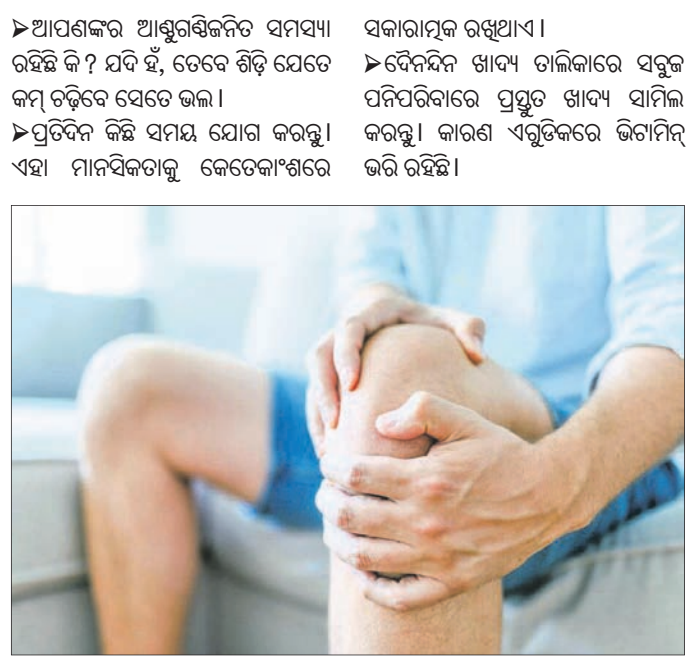 ➢ଆପଣଙ୍କର ଆଣ୍ଠୁଗଣ୍ଠିଜନିତ ସମସ୍ୟା
ରହିଛି କି ? ଯଦି ହଁ, ତେବେ ଶିଡ଼ି ଯେତେ
କମ୍ ଚଢ଼ିବେ ସେତେ ଭଲ ।
➢ପ୍ରତିଦିନ କିଛି ସମୟ ଯୋଗ କରନ୍ତୁ ।
ଏହା ମାନସିକତାକୁ କେତେକାଂଶରେ
ସକାରାତ୍ମକ ରଖିଥାଏ ।
➢ଦୈନନ୍ଦିନ ଖାଦ୍ୟ ତାଲିକାରେ ସବୁଜ
ପନିପରିବାରେ ପ୍ରସ୍ତୁତ ଖାଦ୍ୟ ସାମିଲ
କରନ୍ତୁ । କାରଣ ଏଗୁଡିକରେ ଭିଟାମିନ୍
ଭରି ରହିଛି ।